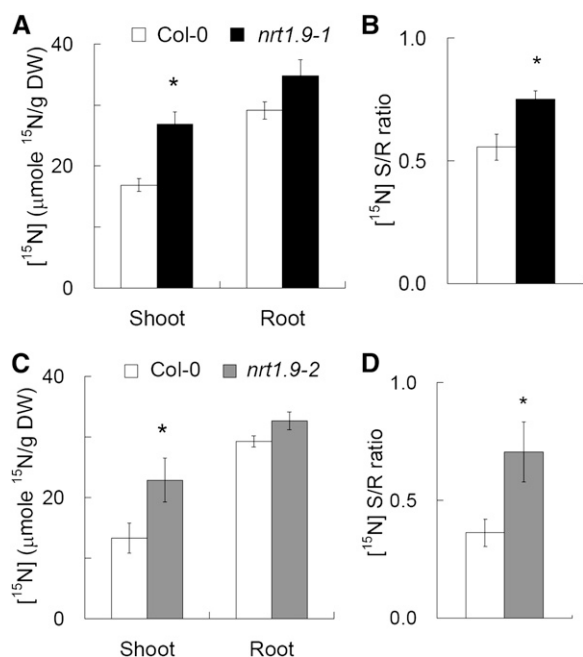 A
Col-0
nrt1.9-1
[¹⁵N] (μmole ¹⁵N/g DW)
40
20
0
*
Shoot
Root
B
[¹⁵N] S/R ratio
1.0
0.5
0.0
*
C
Col-0
nrt1.9-2
[¹⁵N] (μmole ¹⁵N/g DW)
40
20
0
*
Shoot
Root
D
[¹⁵N] S/R ratio
1.0
0.5
0.0
*